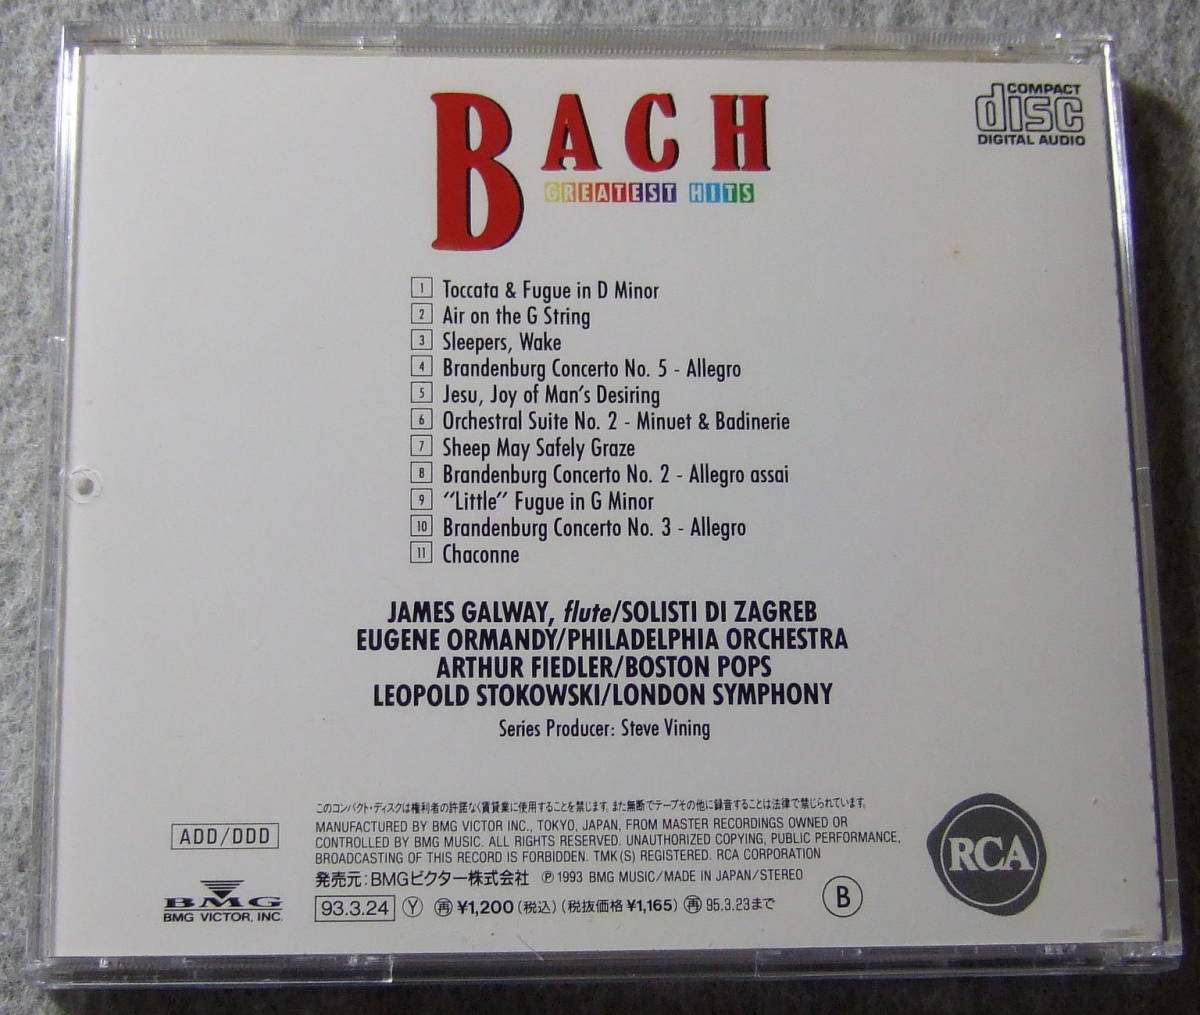 BACH
GREATEST HITS
COMPACT
disc
DIGITAL AUDIO
1 Toccata & Fugue in D Minor
2 Air on the G String
3 Sleepers, Wake
4 Brandenburg Concerto No. 5 - Allegro
5 Jesu, Joy of Man's Desiring
6 Orchestral Suite No. 2 - Minuet & Badinerie
7 Sheep May Safely Graze
8 Brandenburg Concerto No. 2 - Allegro assai
9 "Little" Fugue in G Minor
10 Brandenburg Concerto No. 3 - Allegro
11 Chaconne
JAMES GALWAY, flute/SOLISTI DI ZAGREB
EUGENE ORMANDY/PHILADELPHIA ORCHESTRA
ARTHUR FIEDLER/BOSTON POPS
LEOPOLD STOKOWSKI/LONDON SYMPHONY
Series Producer: Steve Vining
このコンパクト・ディスクは権利者の許諾なく賃貸業に使用することを禁じます。また無断でテープその他に録音することは法律で禁じられています。
MANUFACTURED BY BMG VICTOR INC., TOKYO, JAPAN, FROM MASTER RECORDINGS OWNED OR
CONTROLLED BY BMG MUSIC. ALL RIGHTS RESERVED. UNAUTHORIZED COPYING, PUBLIC PERFORMANCE,
BROADCASTING OF THIS RECORD IS FORBIDDEN. TMK(S) REGISTERED. RCA CORPORATION
発売元:BMGビクター株式会社 ℗ 1993 BMG MUSIC/MADE IN JAPAN/STEREO
93.3.24 Ⓨ ㊢ ¥1,200(税込)(税抜価格¥1,165) 再 95.3.23まで
ADD/DDD
BMG
BMG VICTOR, INC.
B
RCA